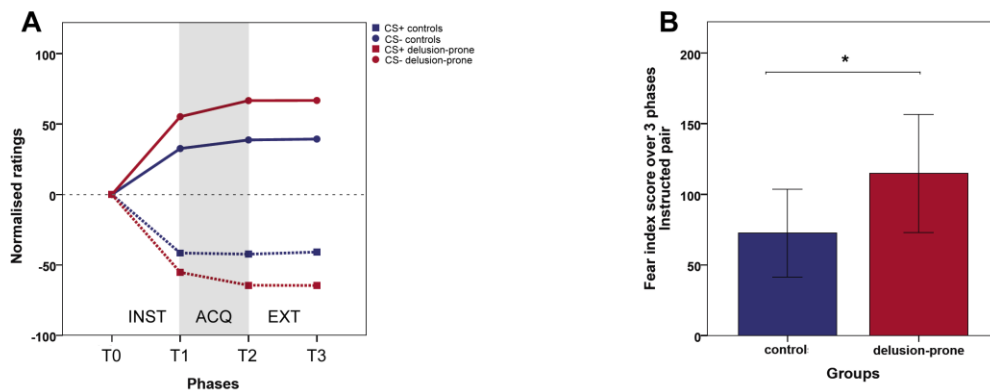 A
CS+ controls
CS- controls
CS+ delusion-prone
CS- delusion-prone
100
50
0
-50
-100
Normalised ratings
INST ACQ EXT
T0 T1 T2 T3
Phases
B
*
200
150
100
50
0
Fear index score over 3 phases
Instructed pair
control delusion-prone
Groups